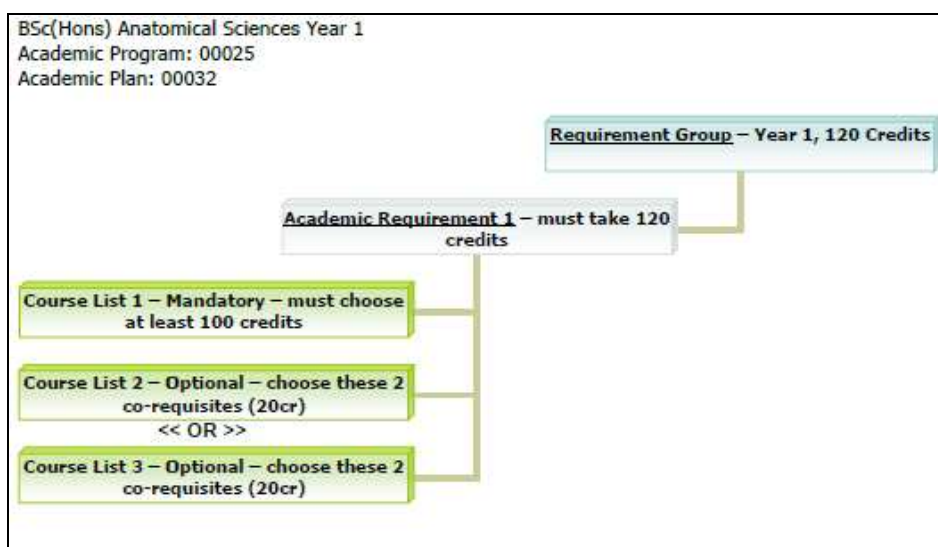 BSc(Hons) Anatomical Sciences Year 1
Academic Program: 00025
Academic Plan: 00032
Requirement Group – Year 1, 120 Credits
Academic Requirement 1 – must take 120
credits
Course List 1 – Mandatory – must choose
at least 100 credits
Course List 2 – Optional – choose these 2
co-requisites (20cr)
<< OR >>
Course List 3 – Optional – choose these 2
co-requisites (20cr)